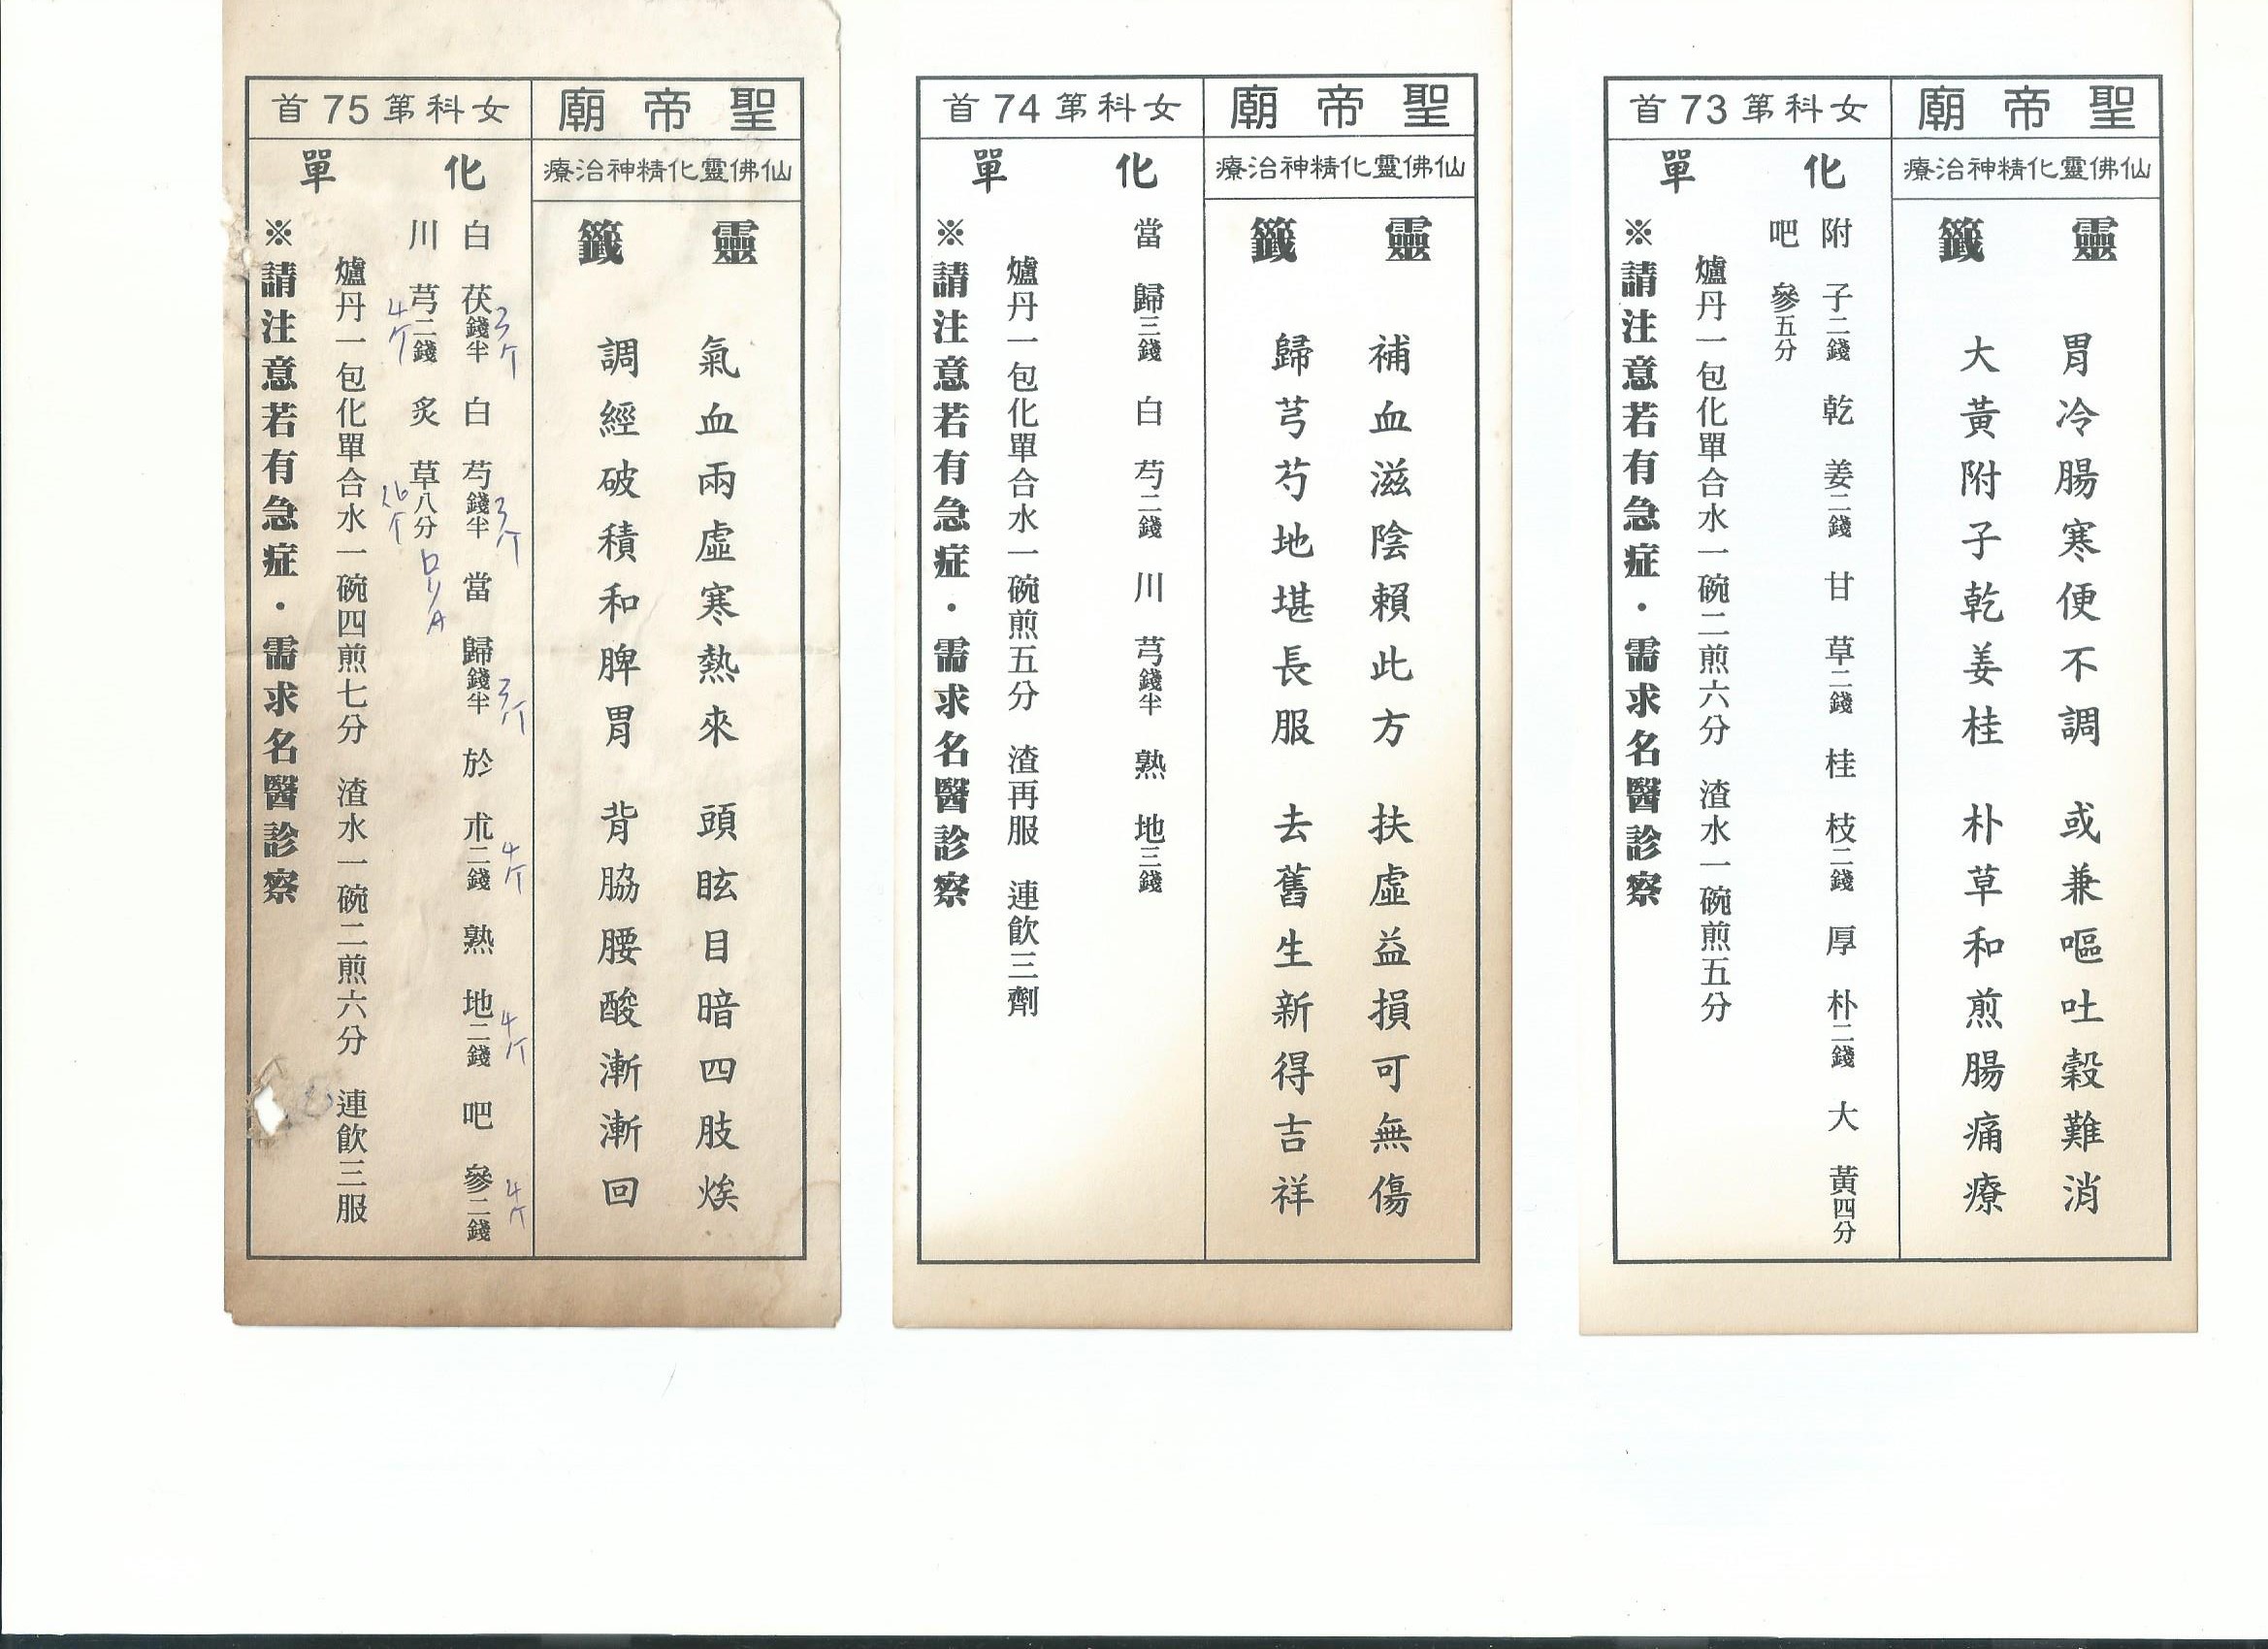 聖帝廟
女科第73首
仙佛靈化精神治療
靈籤
胃冷腸寒便不調 或兼嘔吐穀難消
大黃附子乾姜桂 朴草和煎腸痛療
化單
附子二錢 乾姜二錢 甘草二錢 桂枝二錢 厚朴二錢 大黃四分
吧參五分
爐丹一包化單合水一碗二煎六分 渣水一碗煎五分
※請注意若有急症・需求名醫診察
聖帝廟
女科第74首
仙佛靈化精神治療
靈籤
補血滋陰賴此方 扶虛益損可無傷
歸芎芍地堪長服 去舊生新得吉祥
化單
當歸三錢 白芍二錢 川芎錢半 熟地三錢
爐丹一包化單合水一碗煎五分 渣再服 連飲三劑
※請注意若有急症・需求名醫診察
聖帝廟
女科第75首
仙佛靈化精神治療
靈籤
氣血兩虛寒熱來 頭眩目暗四肢𤸎
調經破積和脾胃 背脇腰酸漸漸回
化單
白茯錢半 白芍錢半 當歸錢半 於朮二錢 熟地二錢 吧參二錢
3亇 3亇 3亇 4亇 4亇 4亇
川芎二錢 炙草八分
4亇
爐丹一包化單合水一碗四煎七分 渣水一碗二煎六分 連飲三服
※請注意若有急症・需求名醫診察